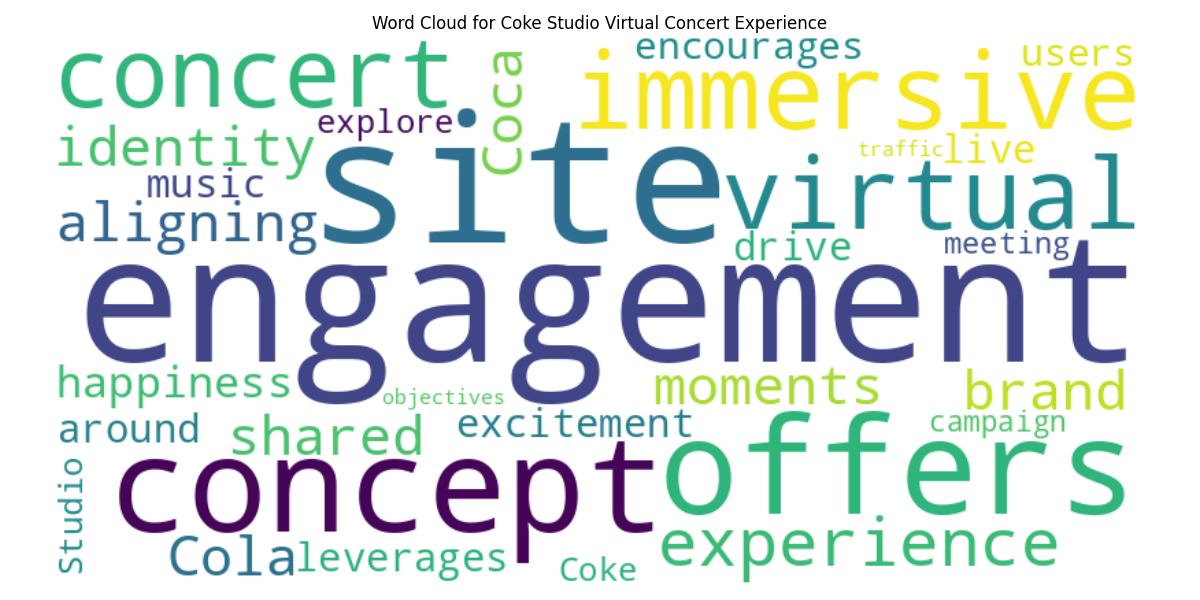 Word Cloud for Coke Studio Virtual Concert Experience
concert
Coca
encourages
users
immersive
explore
identity
site
traffic
live
music
virtual
aligning
drive
meeting
engagement
happiness
objectives
moments
brand
around
shared
excitement
offers
campaign
concept
Studio
Cola
leverages
Coke
experience